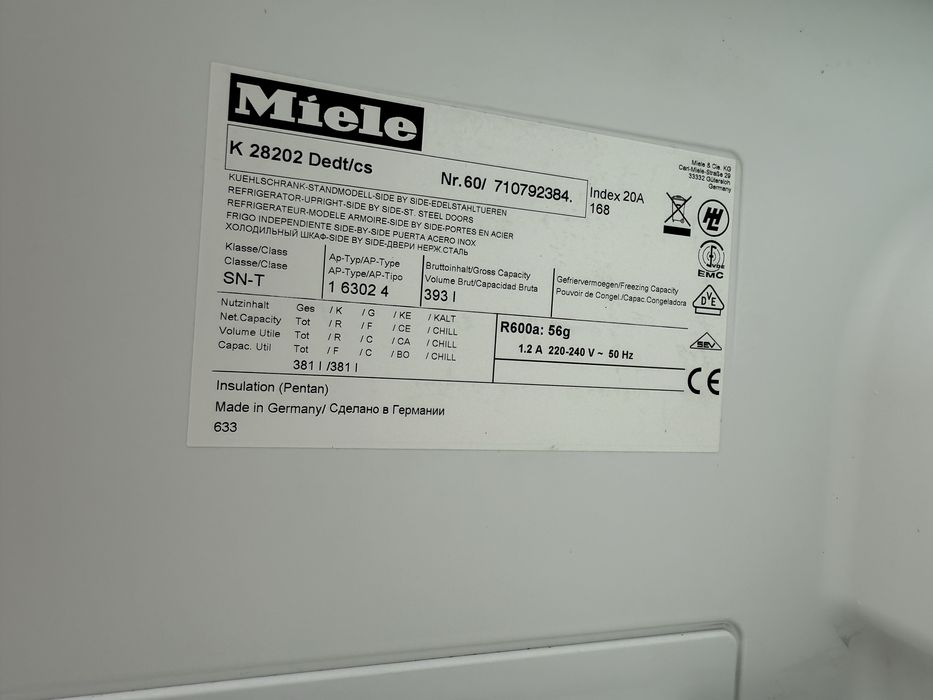 Miele
K 28202 Dedt/cs
Nr.60/ 710792384.
Index 20A
168
Miele & Cie. KG
Carl-Miele-Straße 29
33332 Gütersloh
Germany
KUEHLSCHRANK-STANDMODELL-SIDE BY SIDE-EDELSTAHLTUEREN
REFRIGERATOR-UPRIGHT-SIDE BY SIDE-ST. STEEL DOORS
REFRIGERATEUR-MODELE ARMOIRE-SIDE BY SIDE-PORTES EN ACIER
FRIGO INDEPENDIENTE SIDE-BY-SIDE PUERTA ACERO INOX
ХОЛОДИЛЬНЫЙ ШКАФ-SIDE BY SIDE-ДВЕРИ НЕРЖ.СТАЛЬ
Klasse/Class
Classe/Clase
SN-T
Ap-Typ/AP-Type
AP-Type/AP-Tipo
1 6302 4
Bruttoinhalt/Gross Capacity
Volume Brut/Capacidad Bruta
393 l
Gefriervermoegen/Freezing Capacity
Pouvoir de Congel./Capac.Congeladora
VDE
EMC
DVE
SEV
CE
Nutzinhalt Ges / K / G / KE / KALT
Net.Capacity Tot / R / F / CE / CHILL
Volume Utile Tot / R / C / CA / CHILL
Capac. Util Tot / F / C / BO / CHILL
381 l /381 l
R600a: 56g
1.2 A 220-240 V ~ 50 Hz
Insulation (Pentan)
Made in Germany/ Сделано в Германии
633